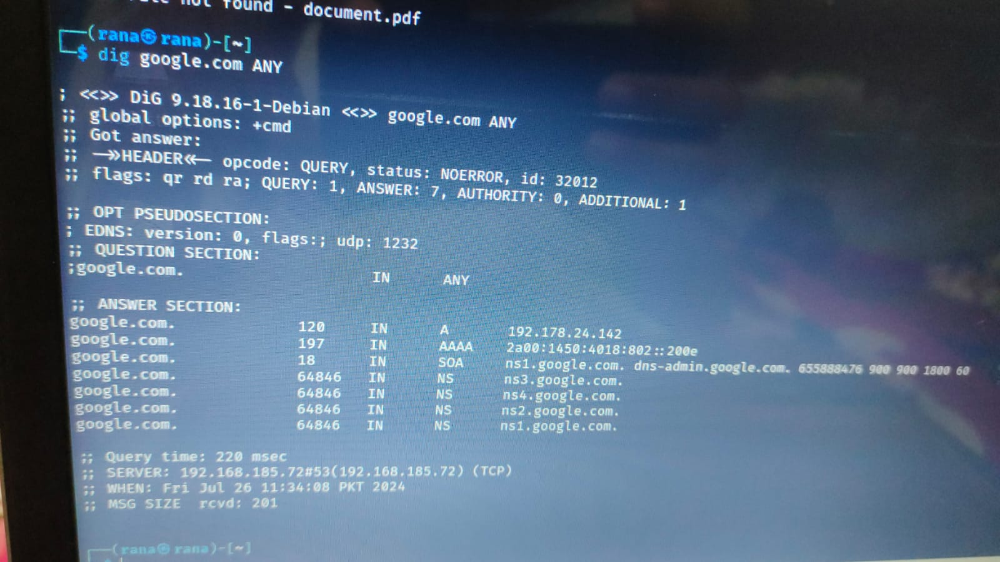 not found - document.pdf
┌──(rana㉿rana)-[~]
└─$ dig google.com ANY
; <<>> DiG 9.18.16-1-Debian <<>> google.com ANY
;; global options: +cmd
;; Got answer:
;; ->>HEADER<<- opcode: QUERY, status: NOERROR, id: 32012
;; flags: qr rd ra; QUERY: 1, ANSWER: 7, AUTHORITY: 0, ADDITIONAL: 1
;; OPT PSEUDOSECTION:
; EDNS: version: 0, flags:; udp: 1232
;; QUESTION SECTION:
;google.com. IN ANY
;; ANSWER SECTION:
google.com. 120 IN A 192.178.24.142
google.com. 197 IN AAAA 2a00:1450:4018:802::200e
google.com. 18 IN SOA ns1.google.com. dns-admin.google.com. 655888476 900 900 1800 60
google.com. 64846 IN NS ns3.google.com.
google.com. 64846 IN NS ns4.google.com.
google.com. 64846 IN NS ns2.google.com.
google.com. 64846 IN NS ns1.google.com.
;; Query time: 220 msec
;; SERVER: 192.168.185.72#53(192.168.185.72) (TCP)
;; WHEN: Fri Jul 26 11:34:08 PKT 2024
;; MSG SIZE rcvd: 201
┌──(rana㉿rana)-[~]